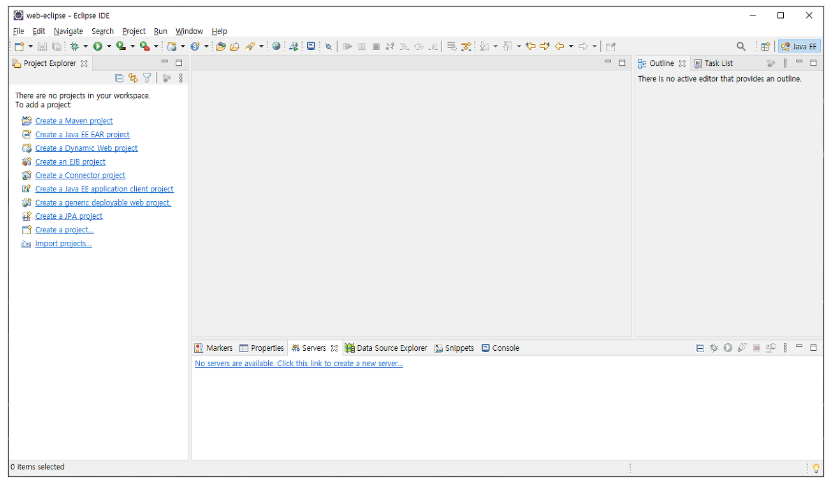 web-eclipse - Eclipse IDE
File Edit Navigate Search Project Run Window Help
Java EE
Project Explorer
Outline
Task List
There is no active editor that provides an outline.
There are no projects in your workspace.
To add a project:
Create a Maven project
Create a Java EE EAR project
Create a Dynamic Web project
Create an EJB project
Create a Connector project
Create a Java EE application client project
Create a generic deployable web project.
Create a JPA project
Create a project...
Import projects...
Markers Properties Servers Data Source Explorer Snippets Console
No servers are available. Click this link to create a new server...
0 items selected